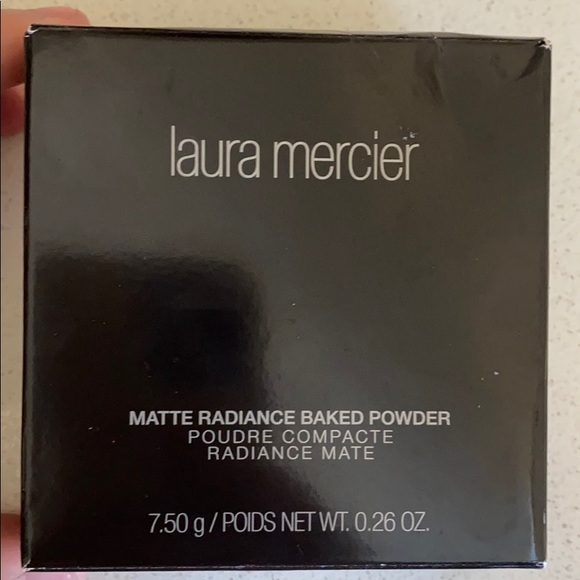 laura mercier
MATTE RADIANCE BAKED POWDER
POUDRE COMPACTE
RADIANCE MATE
7.50 g / POIDS NET WT. 0.26 OZ.